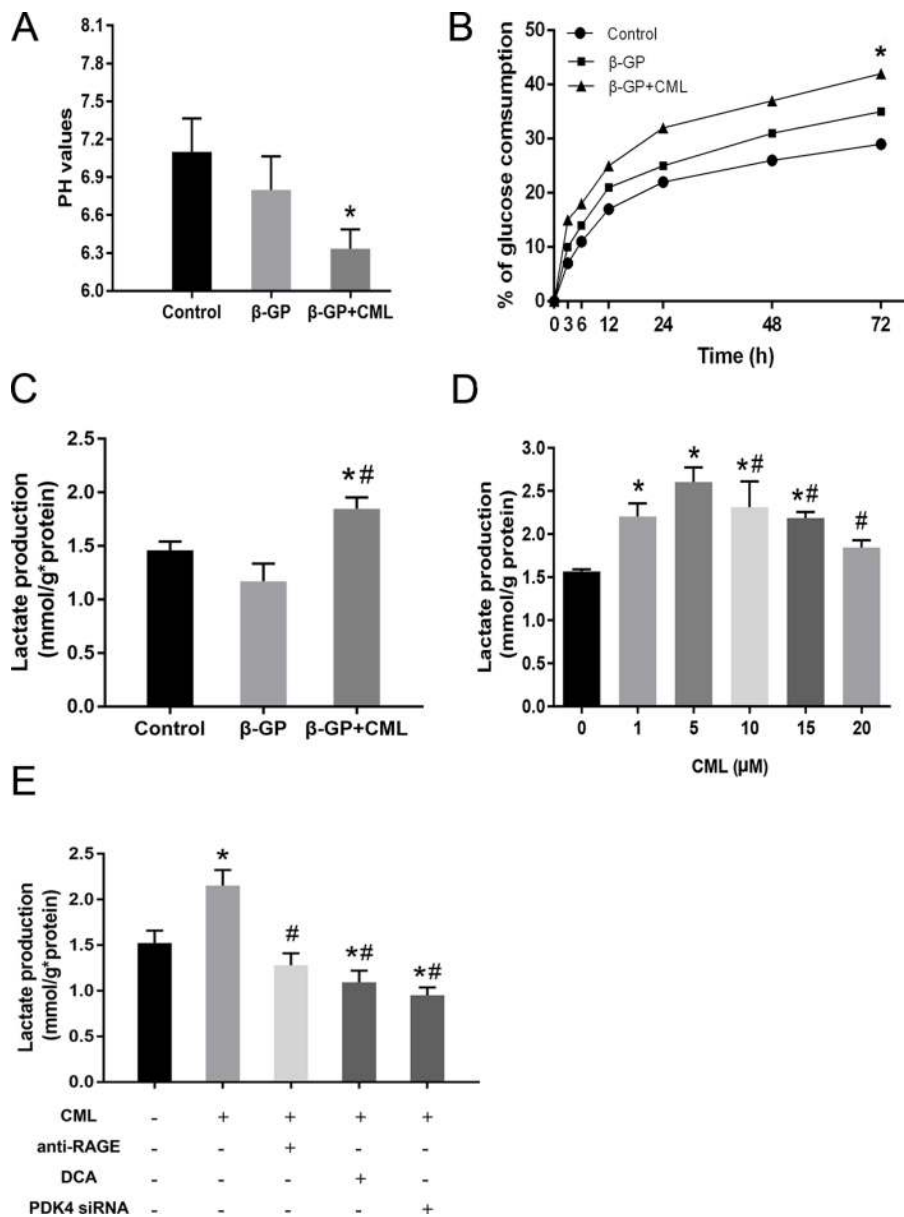 A
8.1
7.8
7.5
7.2
6.9
6.6
6.3
6.0
PH values
*
Control β-GP β-GP+CML
B
50
40
30
20
10
0
% of glucose comsumption
Control
β-GP
β-GP+CML
*
0 3 6 12 24 48 72
Time (h)
C
2.5
2.0
1.5
1.0
0.5
0.0
Lactate production
(mmol/g*protein)
*#
Control β-GP β-GP+CML
D
3.0
2.5
2.0
1.5
1.0
0.5
0.0
Lactate production
(mmol/g protein)
* * *# *# #
0 1 5 10 15 20
CML (μM)
E
2.5
2.0
1.5
1.0
0.5
0.0
Lactate production
(mmol/g*protein)
* # *# *#
CML - + + + +
anti-RAGE - - + - -
DCA - - - + -
PDK4 siRNA - - - - +